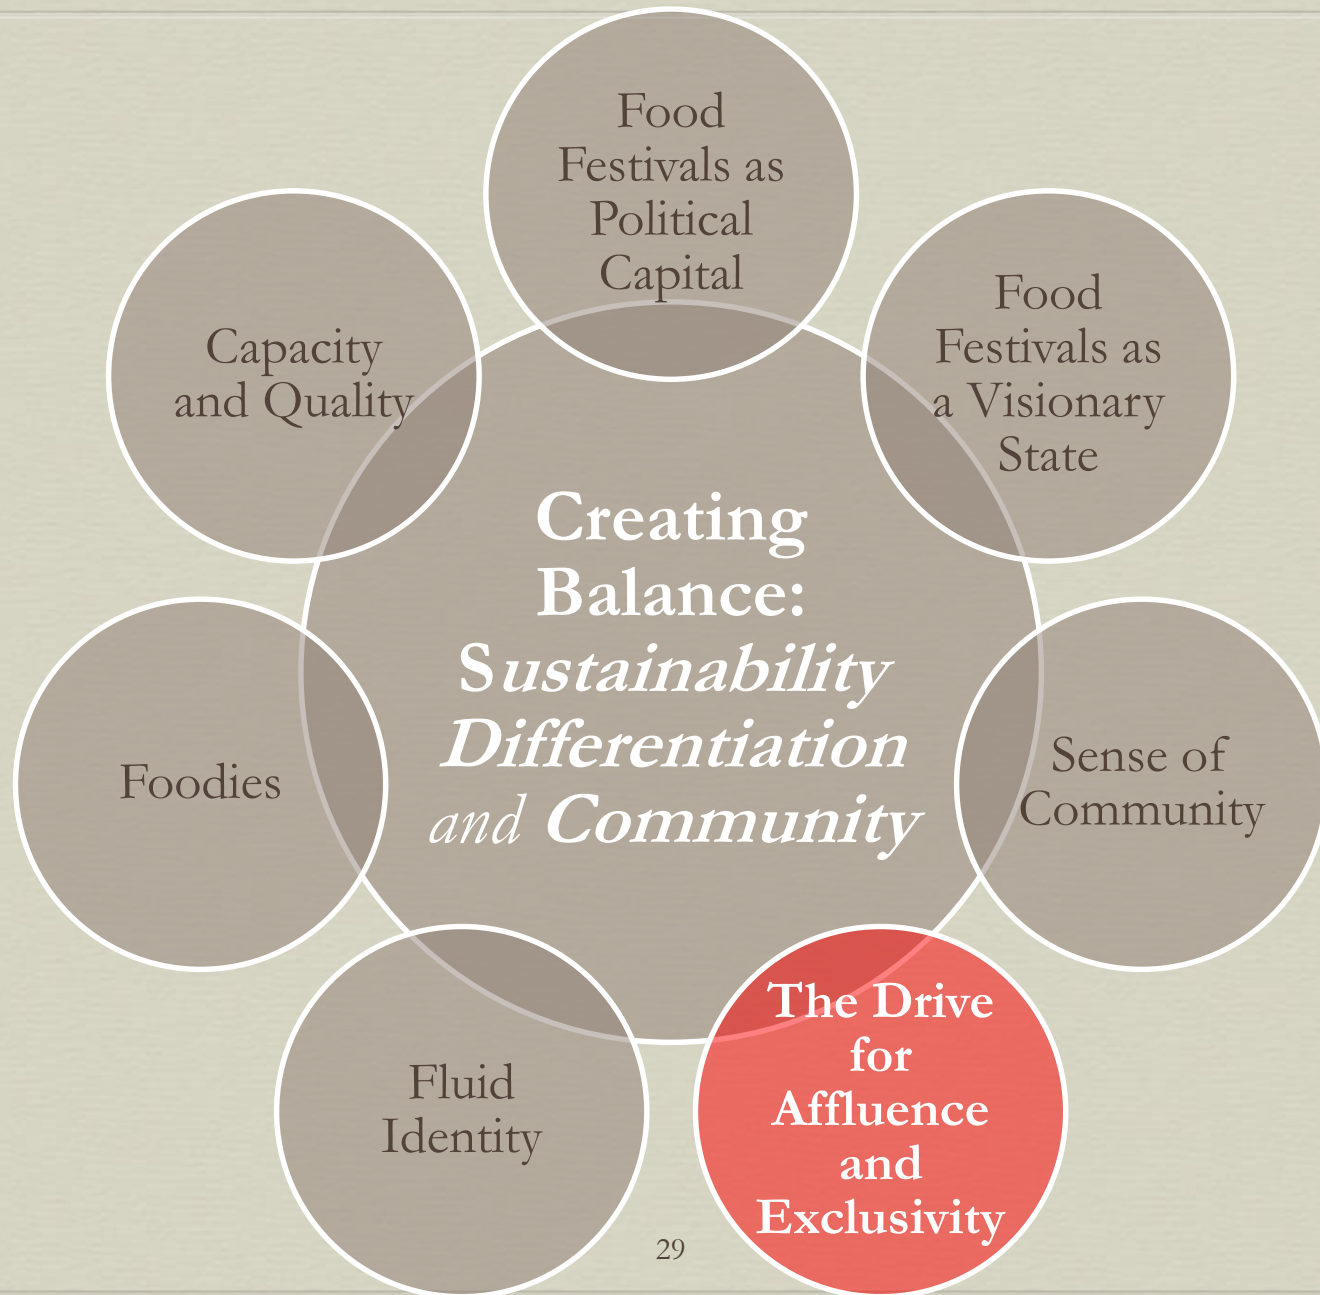 Food
Festivals as
Political
Capital
Food
Festivals as
a Visionary
State
Sense of
Community
The Drive
for
Affluence
and
Exclusivity
Fluid
Identity
Foodies
Capacity
and Quality
Creating
Balance:
Sustainability
Differentiation
and Community
29